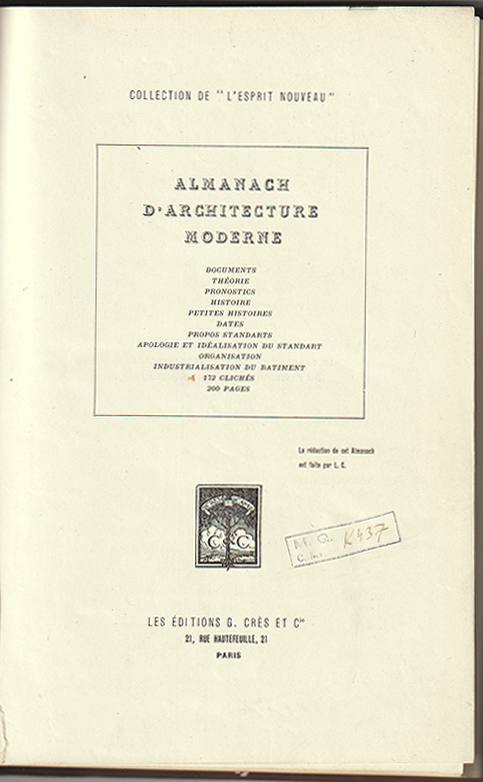 COLLECTION DE "L'ESPRIT NOUVEAU"
ALMANACH
D'ARCHITECTURE
MODERNE
DOCUMENTS
THÉORIE
PRONOSTICS
HISTOIRE
PETITES HISTOIRES
DATES
PROPOS STANDARTS
APOLOGIE ET IDÉALISATION DU STANDART
ORGANISATION
INDUSTRIALISATION DU BATIMENT
172 CLICHÉS
200 PAGES
La rédaction de cet Almanach
est faite par L. C.
M. Q. K437
LES ÉDITIONS G. CRÈS ET Cie
21, RUE HAUTEFEUILLE, 21
PARIS